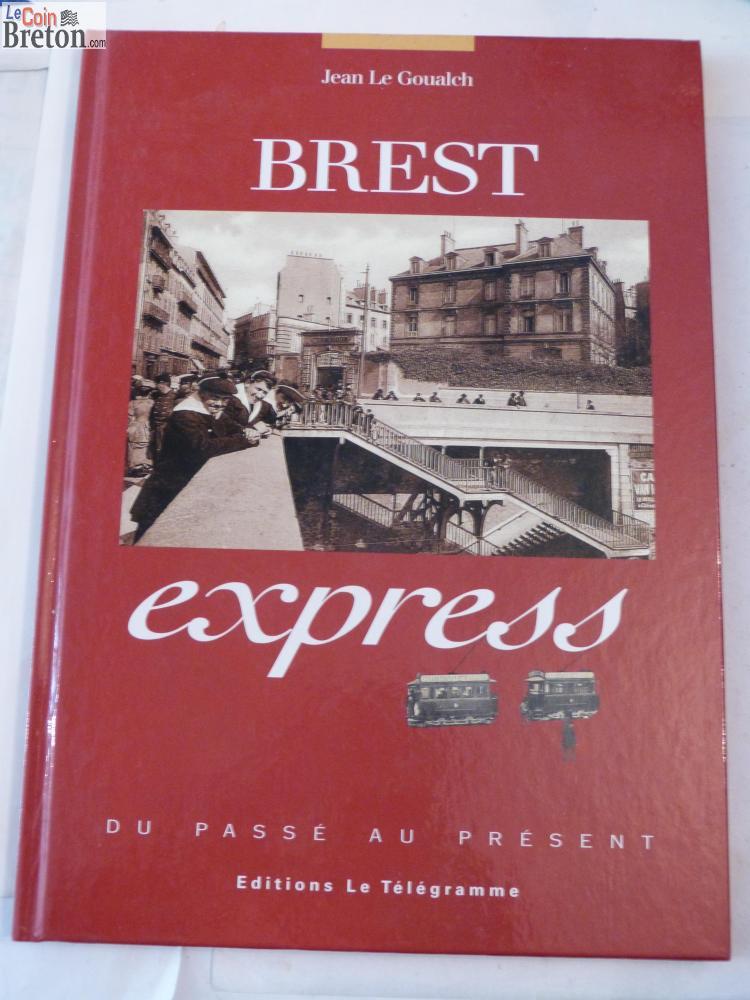 LeCoin
Breton.com
Jean Le Goualch
BREST
express
DU PASSÉ AU PRÉSENT
Editions Le Télégramme